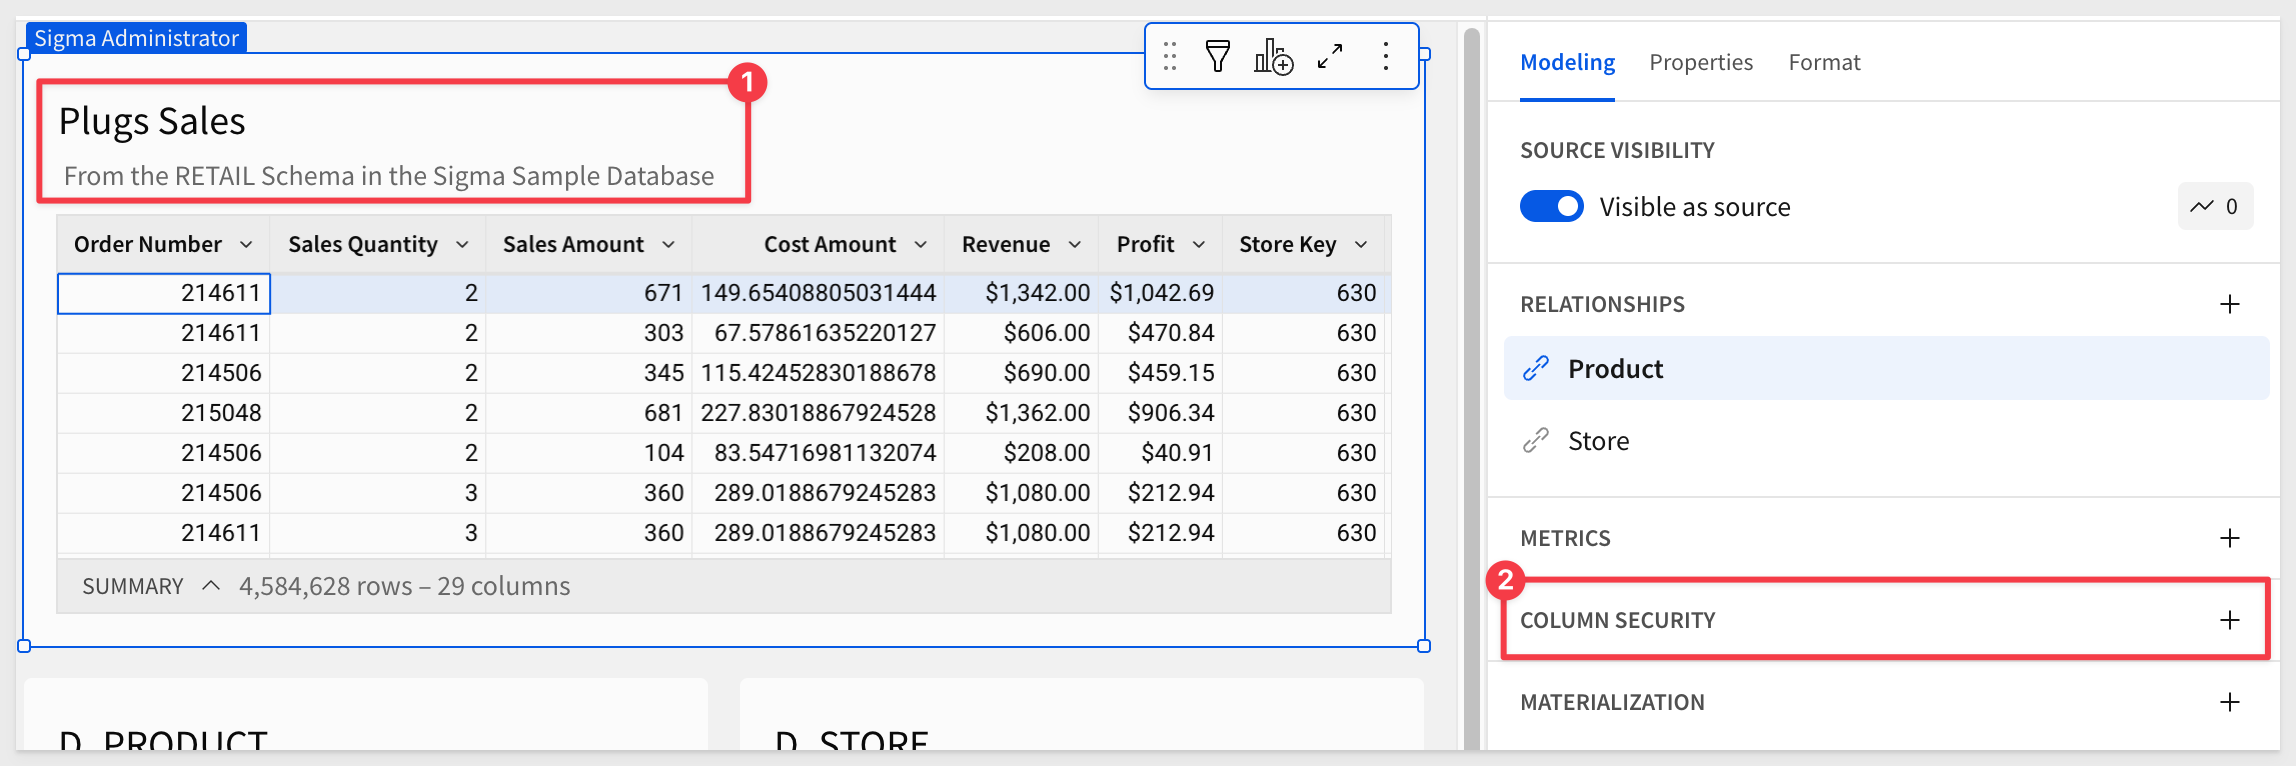 Sigma Administrator
1
Plugs Sales
From the RETAIL Schema in the Sigma Sample Database
Order Number Sales Quantity Sales Amount Cost Amount Revenue Profit Store Key
214611 2 671 149.65408805031444 $1,342.00 $1,042.69 630
214611 2 303 67.57861635220127 $606.00 $470.84 630
214506 2 345 115.42452830188678 $690.00 $459.15 630
215048 2 681 227.83018867924528 $1,362.00 $906.34 630
214506 2 104 83.54716981132074 $208.00 $40.91 630
214506 3 360 289.0188679245283 $1,080.00 $212.94 630
214611 3 360 289.0188679245283 $1,080.00 $212.94 630
SUMMARY 4,584,628 rows – 29 columns
D_PRODUCT
D_STORE
Modeling Properties Format
SOURCE VISIBILITY
Visible as source 0
RELATIONSHIPS
Product
Store
METRICS
2
COLUMN SECURITY
MATERIALIZATION